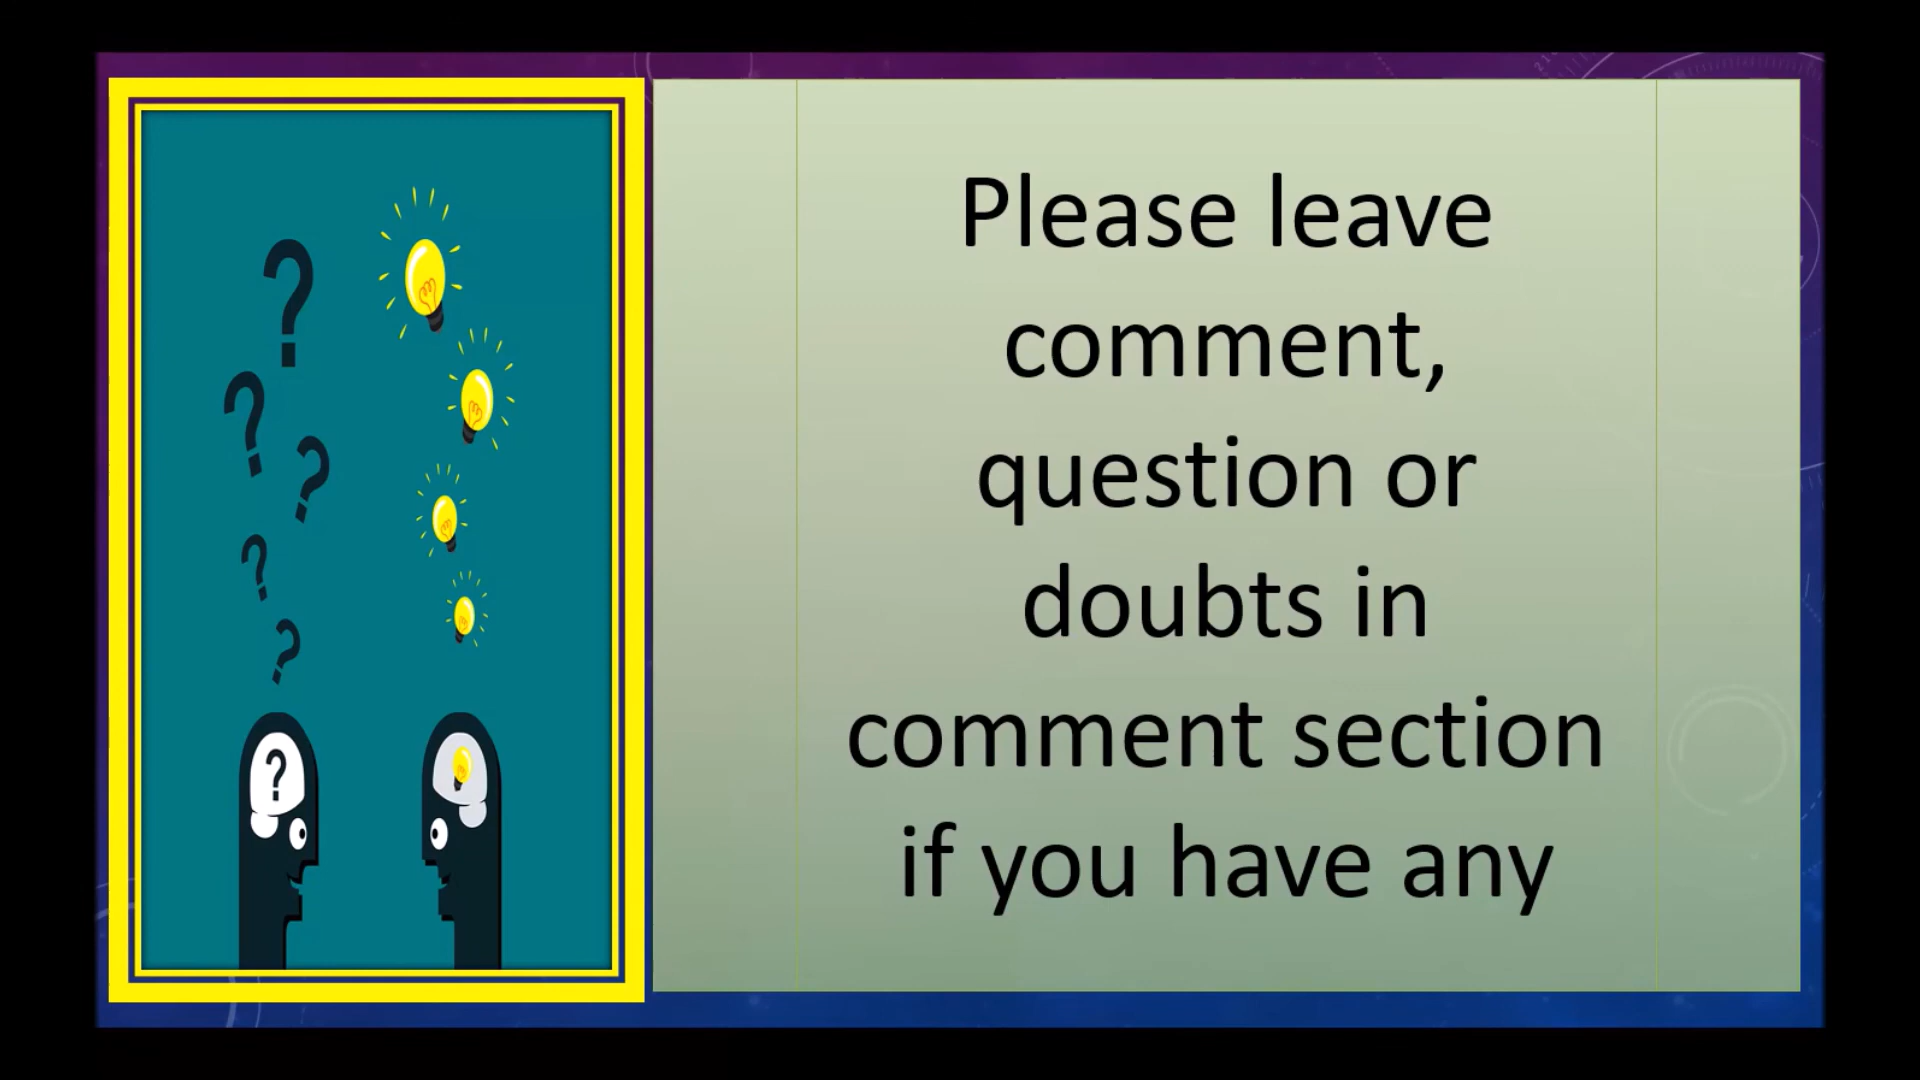 Please leave
comment,
question or
doubts in
comment section
if you have any